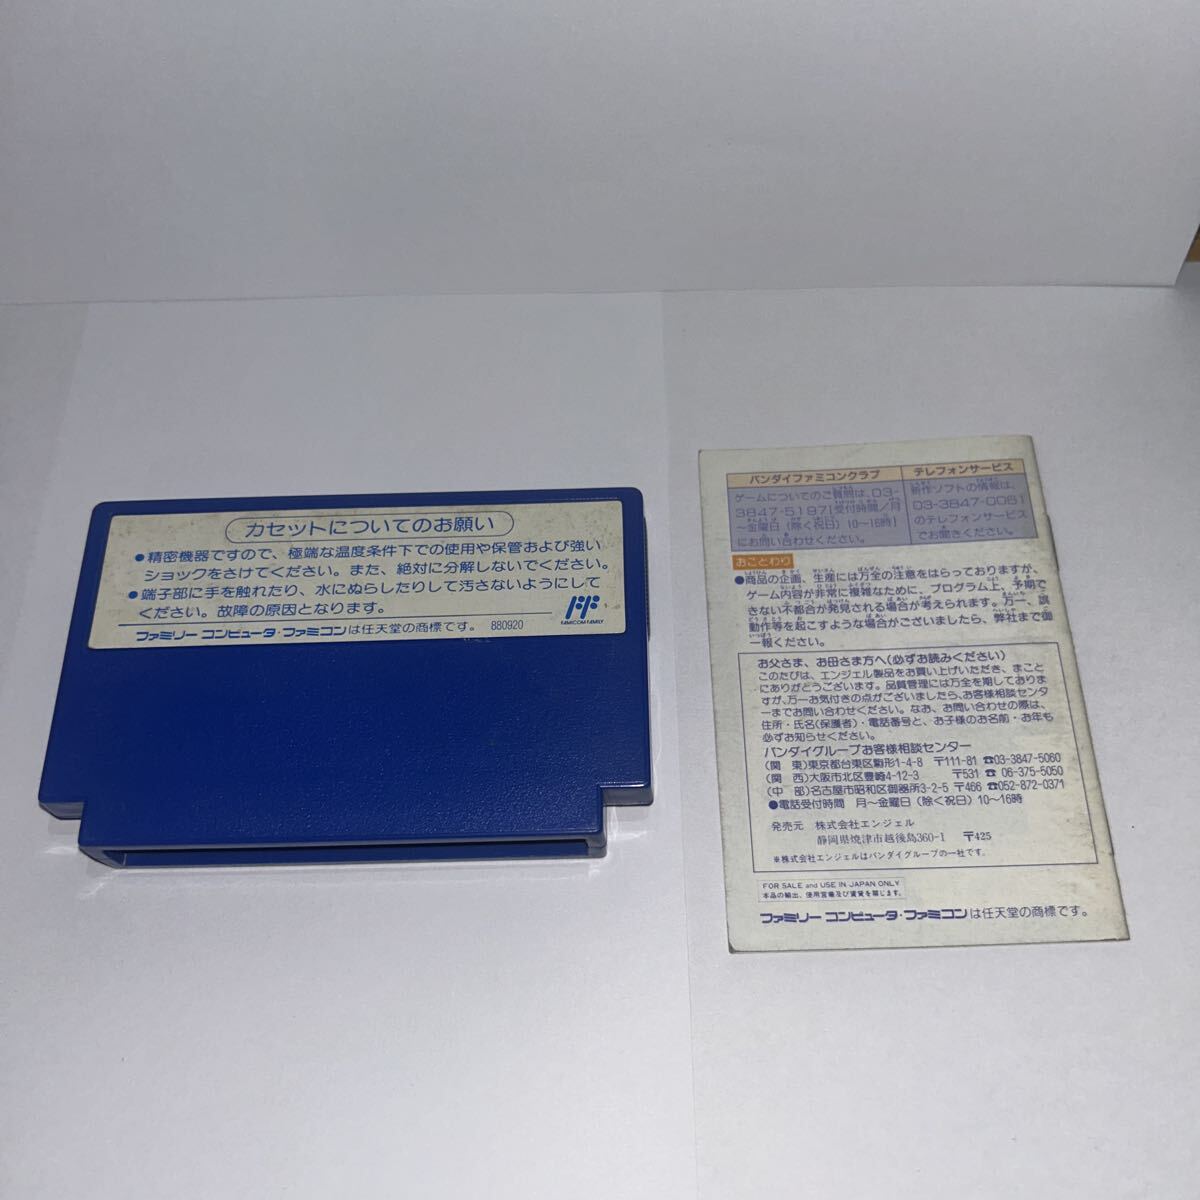 カセットについてのお願い
●精密機器ですので、極端な温度条件下での使用や保管および強い
ショックをさけてください。また、絶対に分解しないでください。
●端子部に手を触れたり、水にぬらしたりして汚さないようにして
ください。故障の原因となります。
FAMICOM FAMILY
ファミリー コンピュータ・ファミコンは任天堂の商標です。 880920
バンダイファミコンクラブ
ゲームについてのご質問は、03-
3847-5197[受付時間/月
～金曜日(除く祝日)10～16時]
にお問い合わせください。
テレフォンサービス
新作ソフトの情報は、
03-3847-0051
のテレフォンサービス
でお聞きください。
おことわり
●商品の企画、生産には万全の注意をはらっておりますが、
ゲーム内容が非常に複雑なために、プログラム上、予期で
きない不都合が発見される場合が考えられます。万一、誤
動作等を起こすような場合がございましたら、弊社まで御
一報ください。
お父さま、お母さま方へ(必ずお読みください)
このたびは、エンジェル製品をお買い上げいただき、まこと
にありがとうございます。品質管理には万全を期しておりま
すが、万一お気付きの点がございましたら、お客様相談センタ
ーまでお問い合わせください。なお、お問い合わせの際は、
住所・氏名(保護者)・電話番号と、お子様のお名前・お年も
必ずお知らせください。
バンダイグループお客様相談センター
(関 東)東京都台東区駒形1-4-8 〒111-81 ☎03-3847-5060
(関 西)大阪市北区豊崎4-12-3 〒531 ☎ 06-375-5050
(中 部)名古屋市昭和区御器所3-2-5 〒466 ☎052-872-0371
●電話受付時間 月～金曜日(除く祝日)10～16時
発売元 株式会社エンジェル
静岡県焼津市越後島360-1 〒425
※株式会社エンジェルはバンダイグループの一社です。
FOR SALE and USE IN JAPAN ONLY
本品の輸出、使用営業及び賃貸を禁じます。
ファミリー コンピュータ・ファミコンは任天堂の商標です。